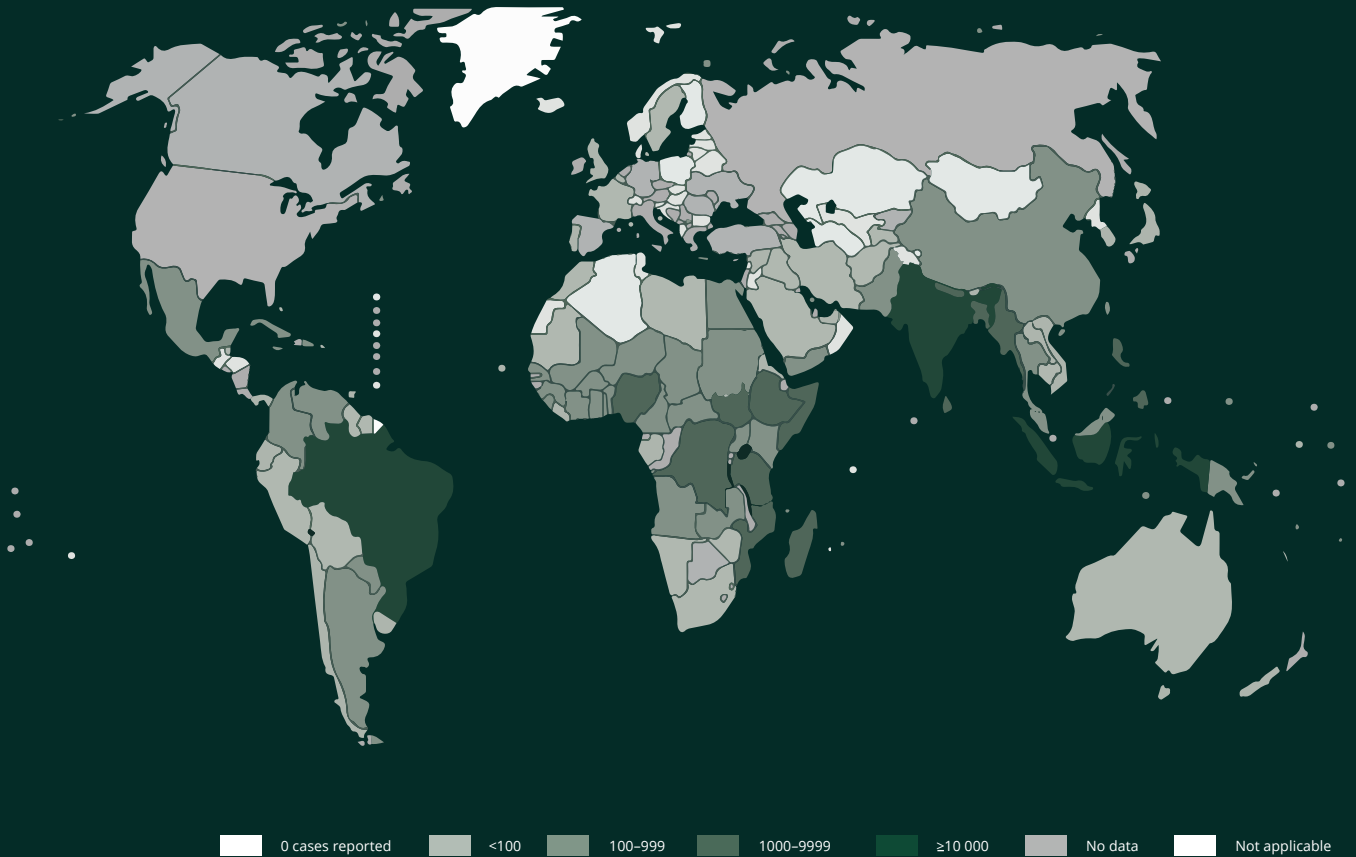 0 cases reported
<100
100–999
1000–9999
≥10 000
No data
Not applicable